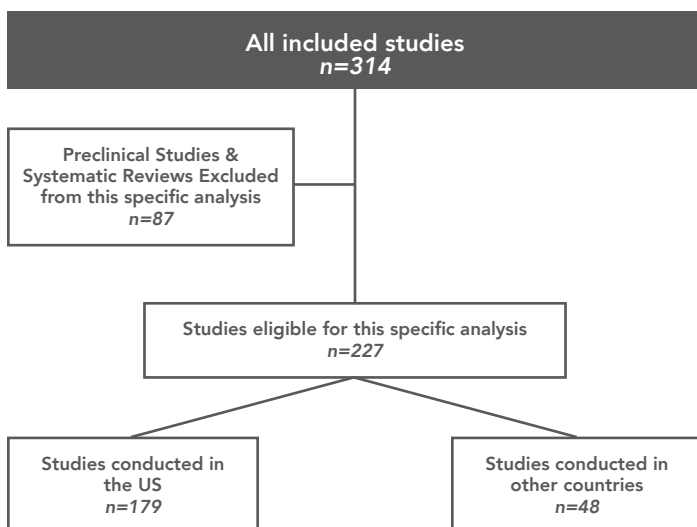 All included studies
n=314
Preclinical Studies &
Systematic Reviews Excluded
from this specific analysis
n=87
Studies eligible for this specific analysis
n=227
Studies conducted in
the US
n=179
Studies conducted in
other countries
n=48